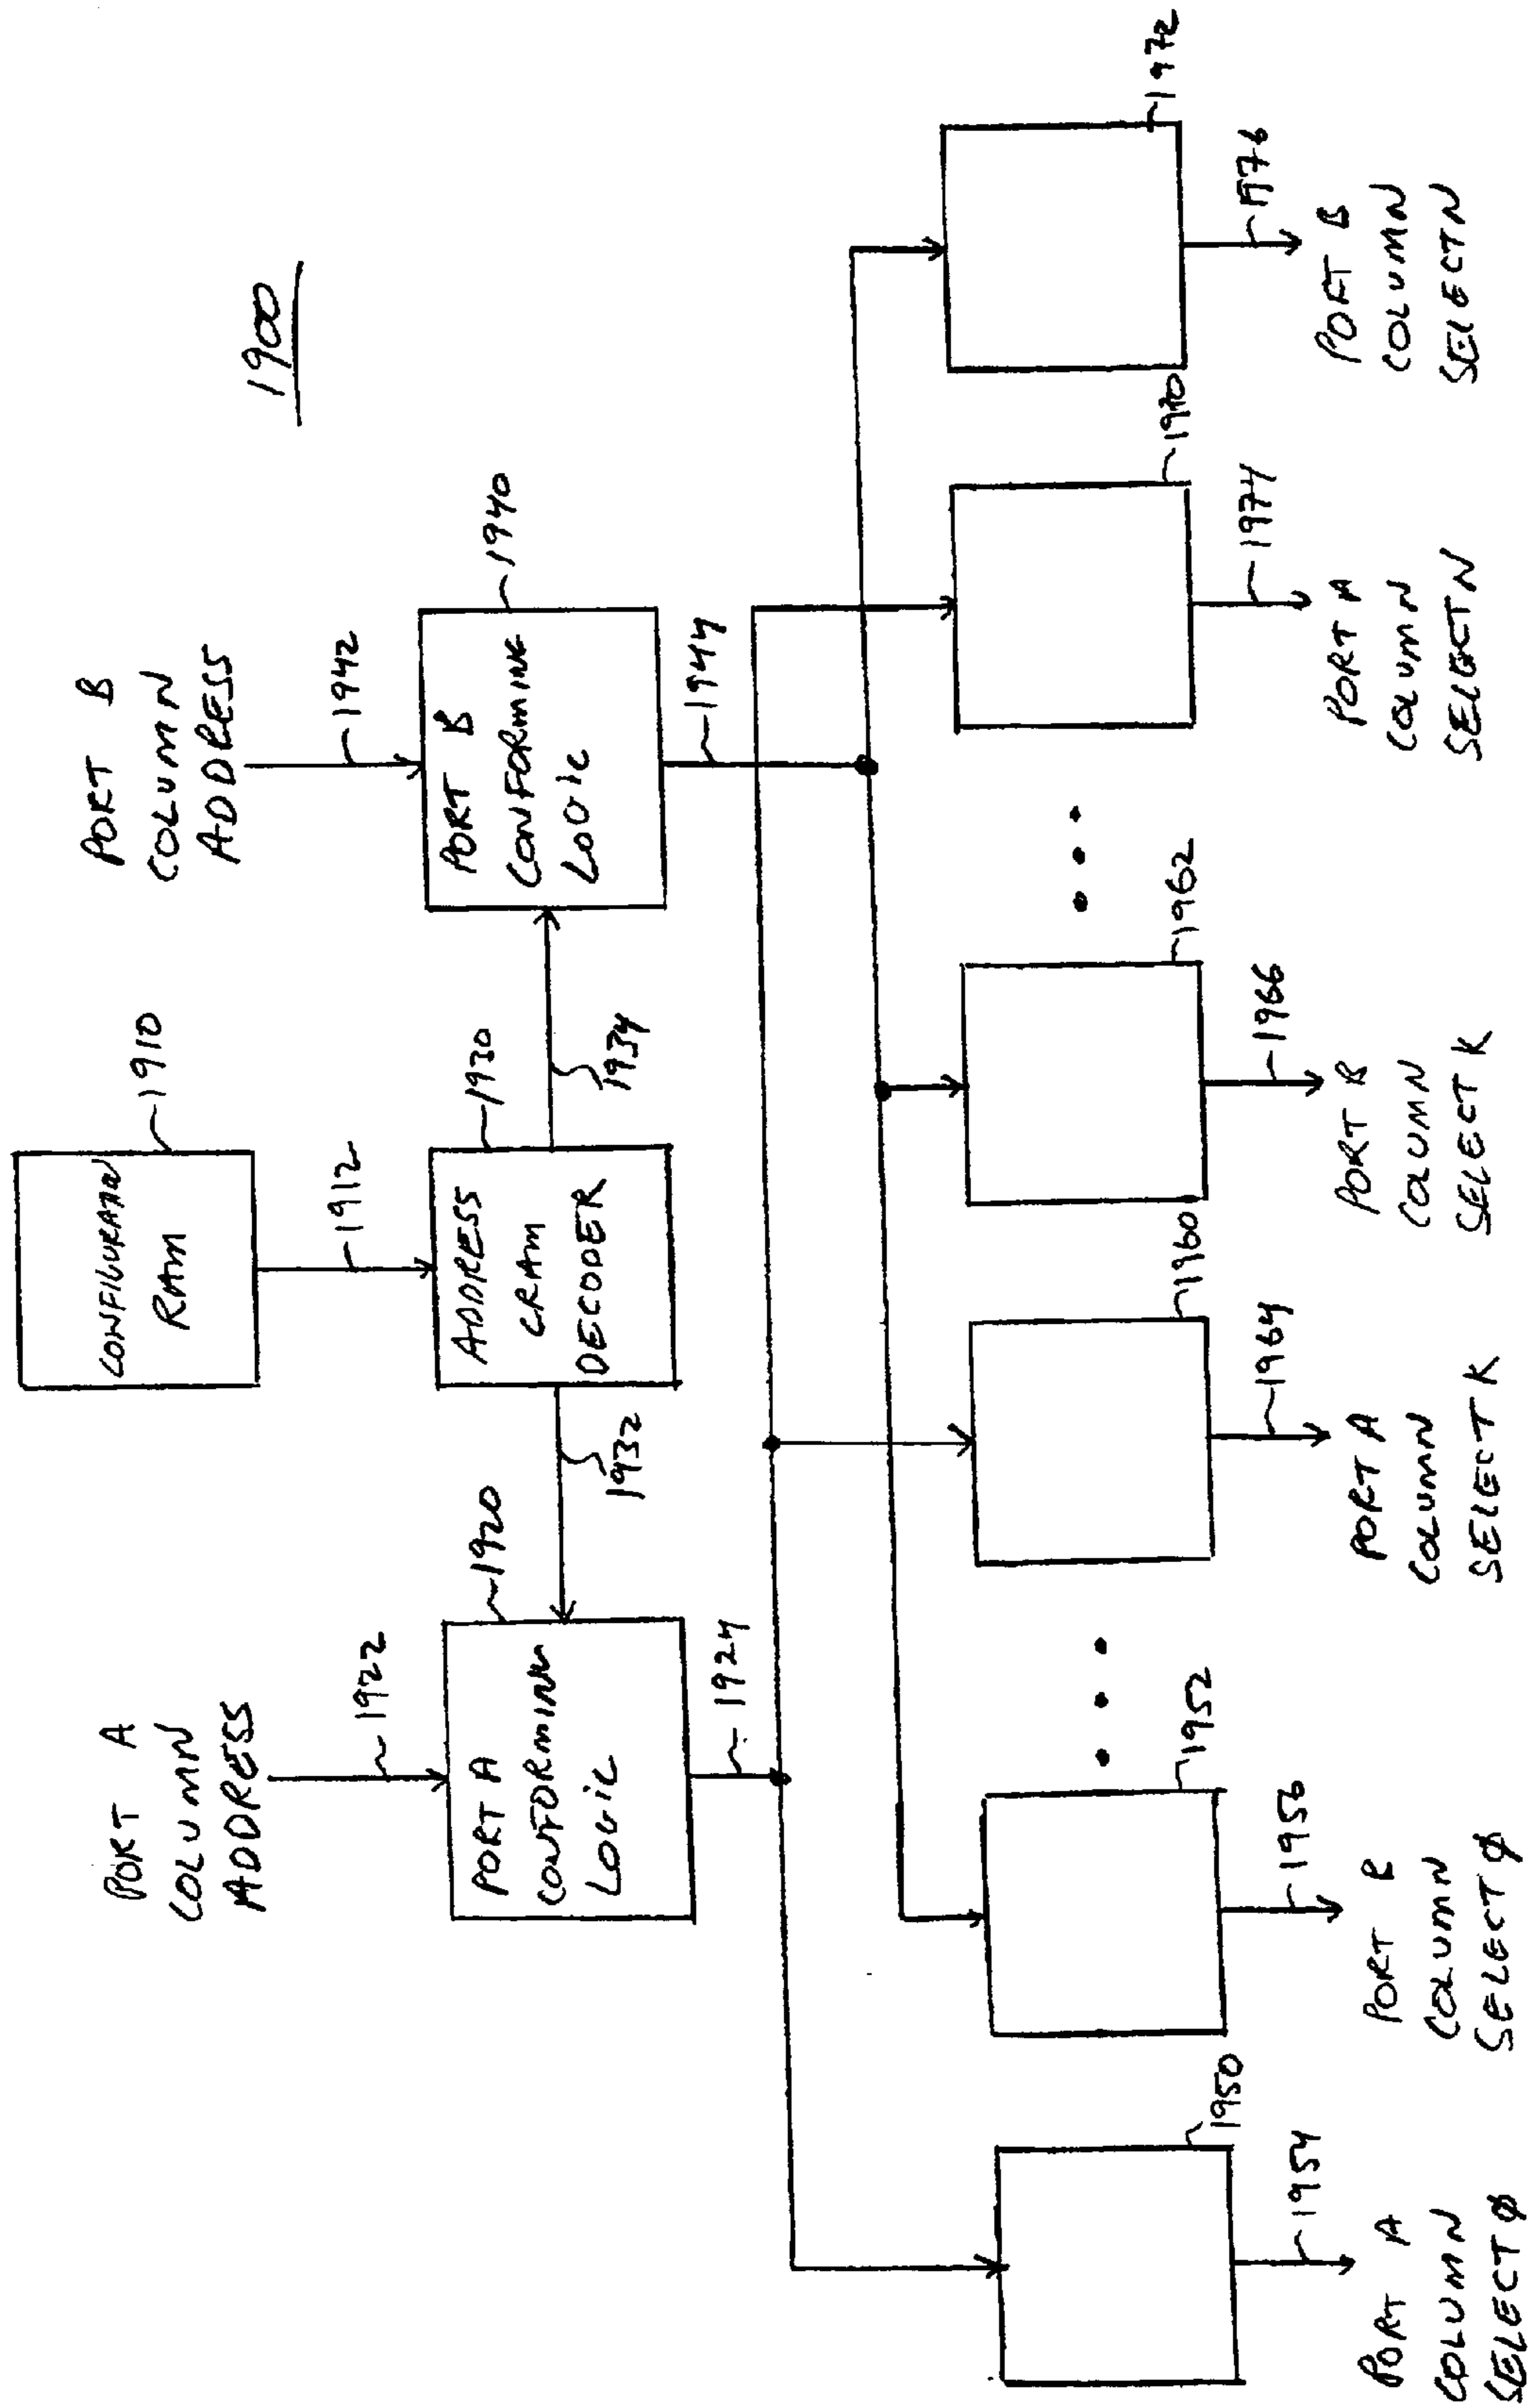 1900
CONFIGURATN
RAM
1910
1912
PORT A
COLUMN
ADDRESS
1922
PORT B
COLUMN
ADDRESS
1942
PORT A
CONFORMING
LOGIC
1920
1932
ADDRESS
CRAM
DECODER
1930
1934
PORT B
CONFORMING
LOGIC
1940
1924
1944
1950
1952
1960
1962
1970
1972
1954
1956
1964
1966
1974
1976
PORT A
COLUMN
SELECT Ø
PORT B
COLUMN
SELECT Ø
PORT A
COLUMN
SELECT K
PORT B
COLUMN
SELECT K
PORT A
COLUMN
SELECT N
PORT B
COLUMN
SELECT N